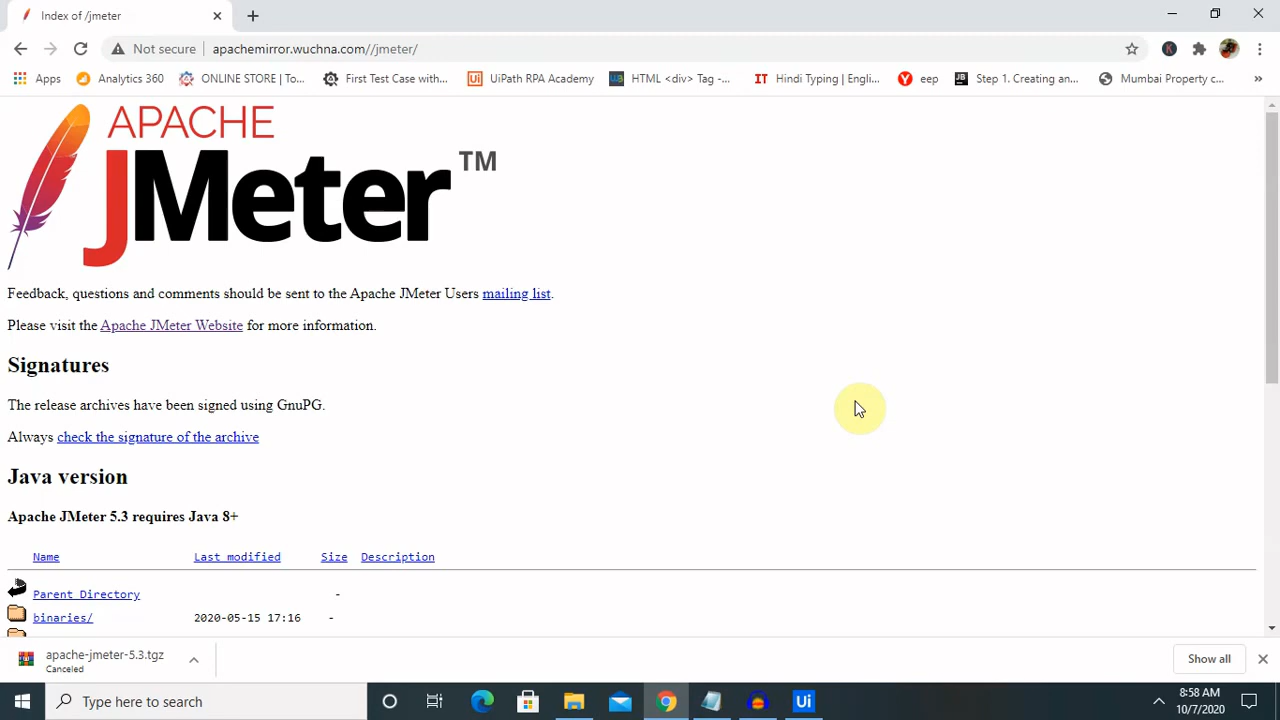 Index of /jmeter
Not secure
apachemirror.wuchna.com//jmeter/
K
Apps
Analytics 360
ONLINE STORE | To...
First Test Case with...
UiPath RPA Academy
HTML <div> Tag -...
IT Hindi Typing | Engli...
Y eep
JB Step 1. Creating an...
Mumbai Property c...
»
APACHE
JMeter TM
Feedback, questions and comments should be sent to the Apache JMeter Users mailing list.
Please visit the Apache JMeter Website for more information.
Signatures
The release archives have been signed using GnuPG.
Always check the signature of the archive
Java version
Apache JMeter 5.3 requires Java 8+
Name Last modified Size Description
Parent Directory -
binaries/ 2020-05-15 17:16 -
apache-jmeter-5.3.tgz
Canceled
Show all
Type here to search
Ui
8:58 AM
10/7/2020